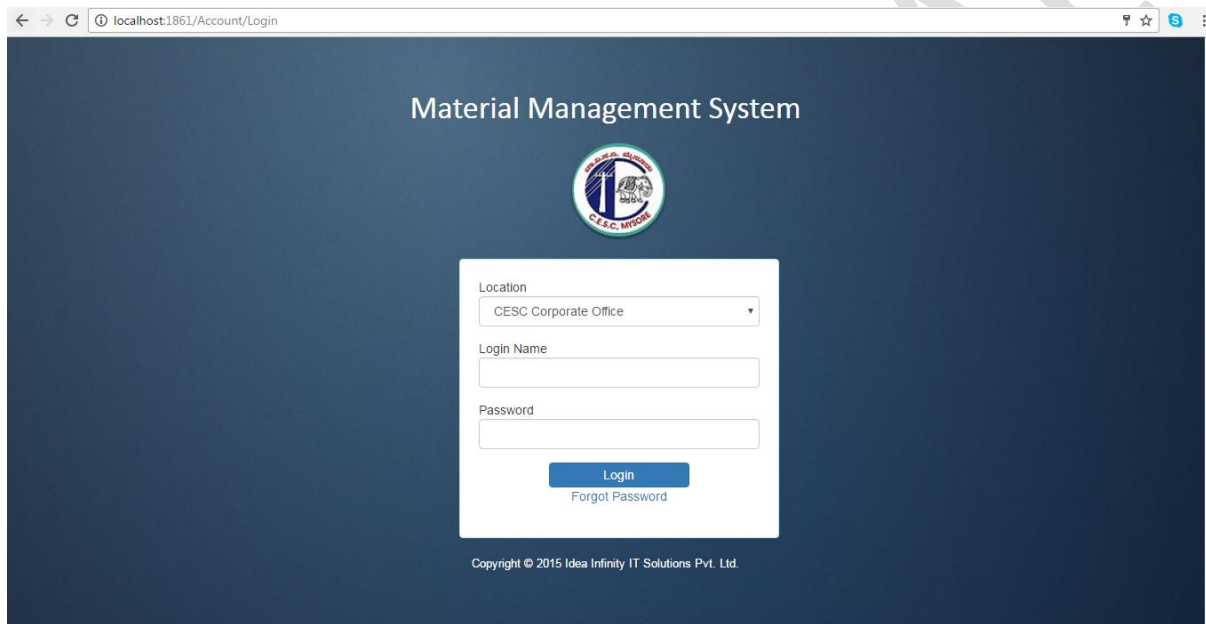 localhost:1861/Account/Login
Material Management System
C.E.S.C. MYSORE
Location
CESC Corporate Office
Login Name
Password
Login
Forgot Password
Copyright © 2015 Idea Infinity IT Solutions Pvt. Ltd.